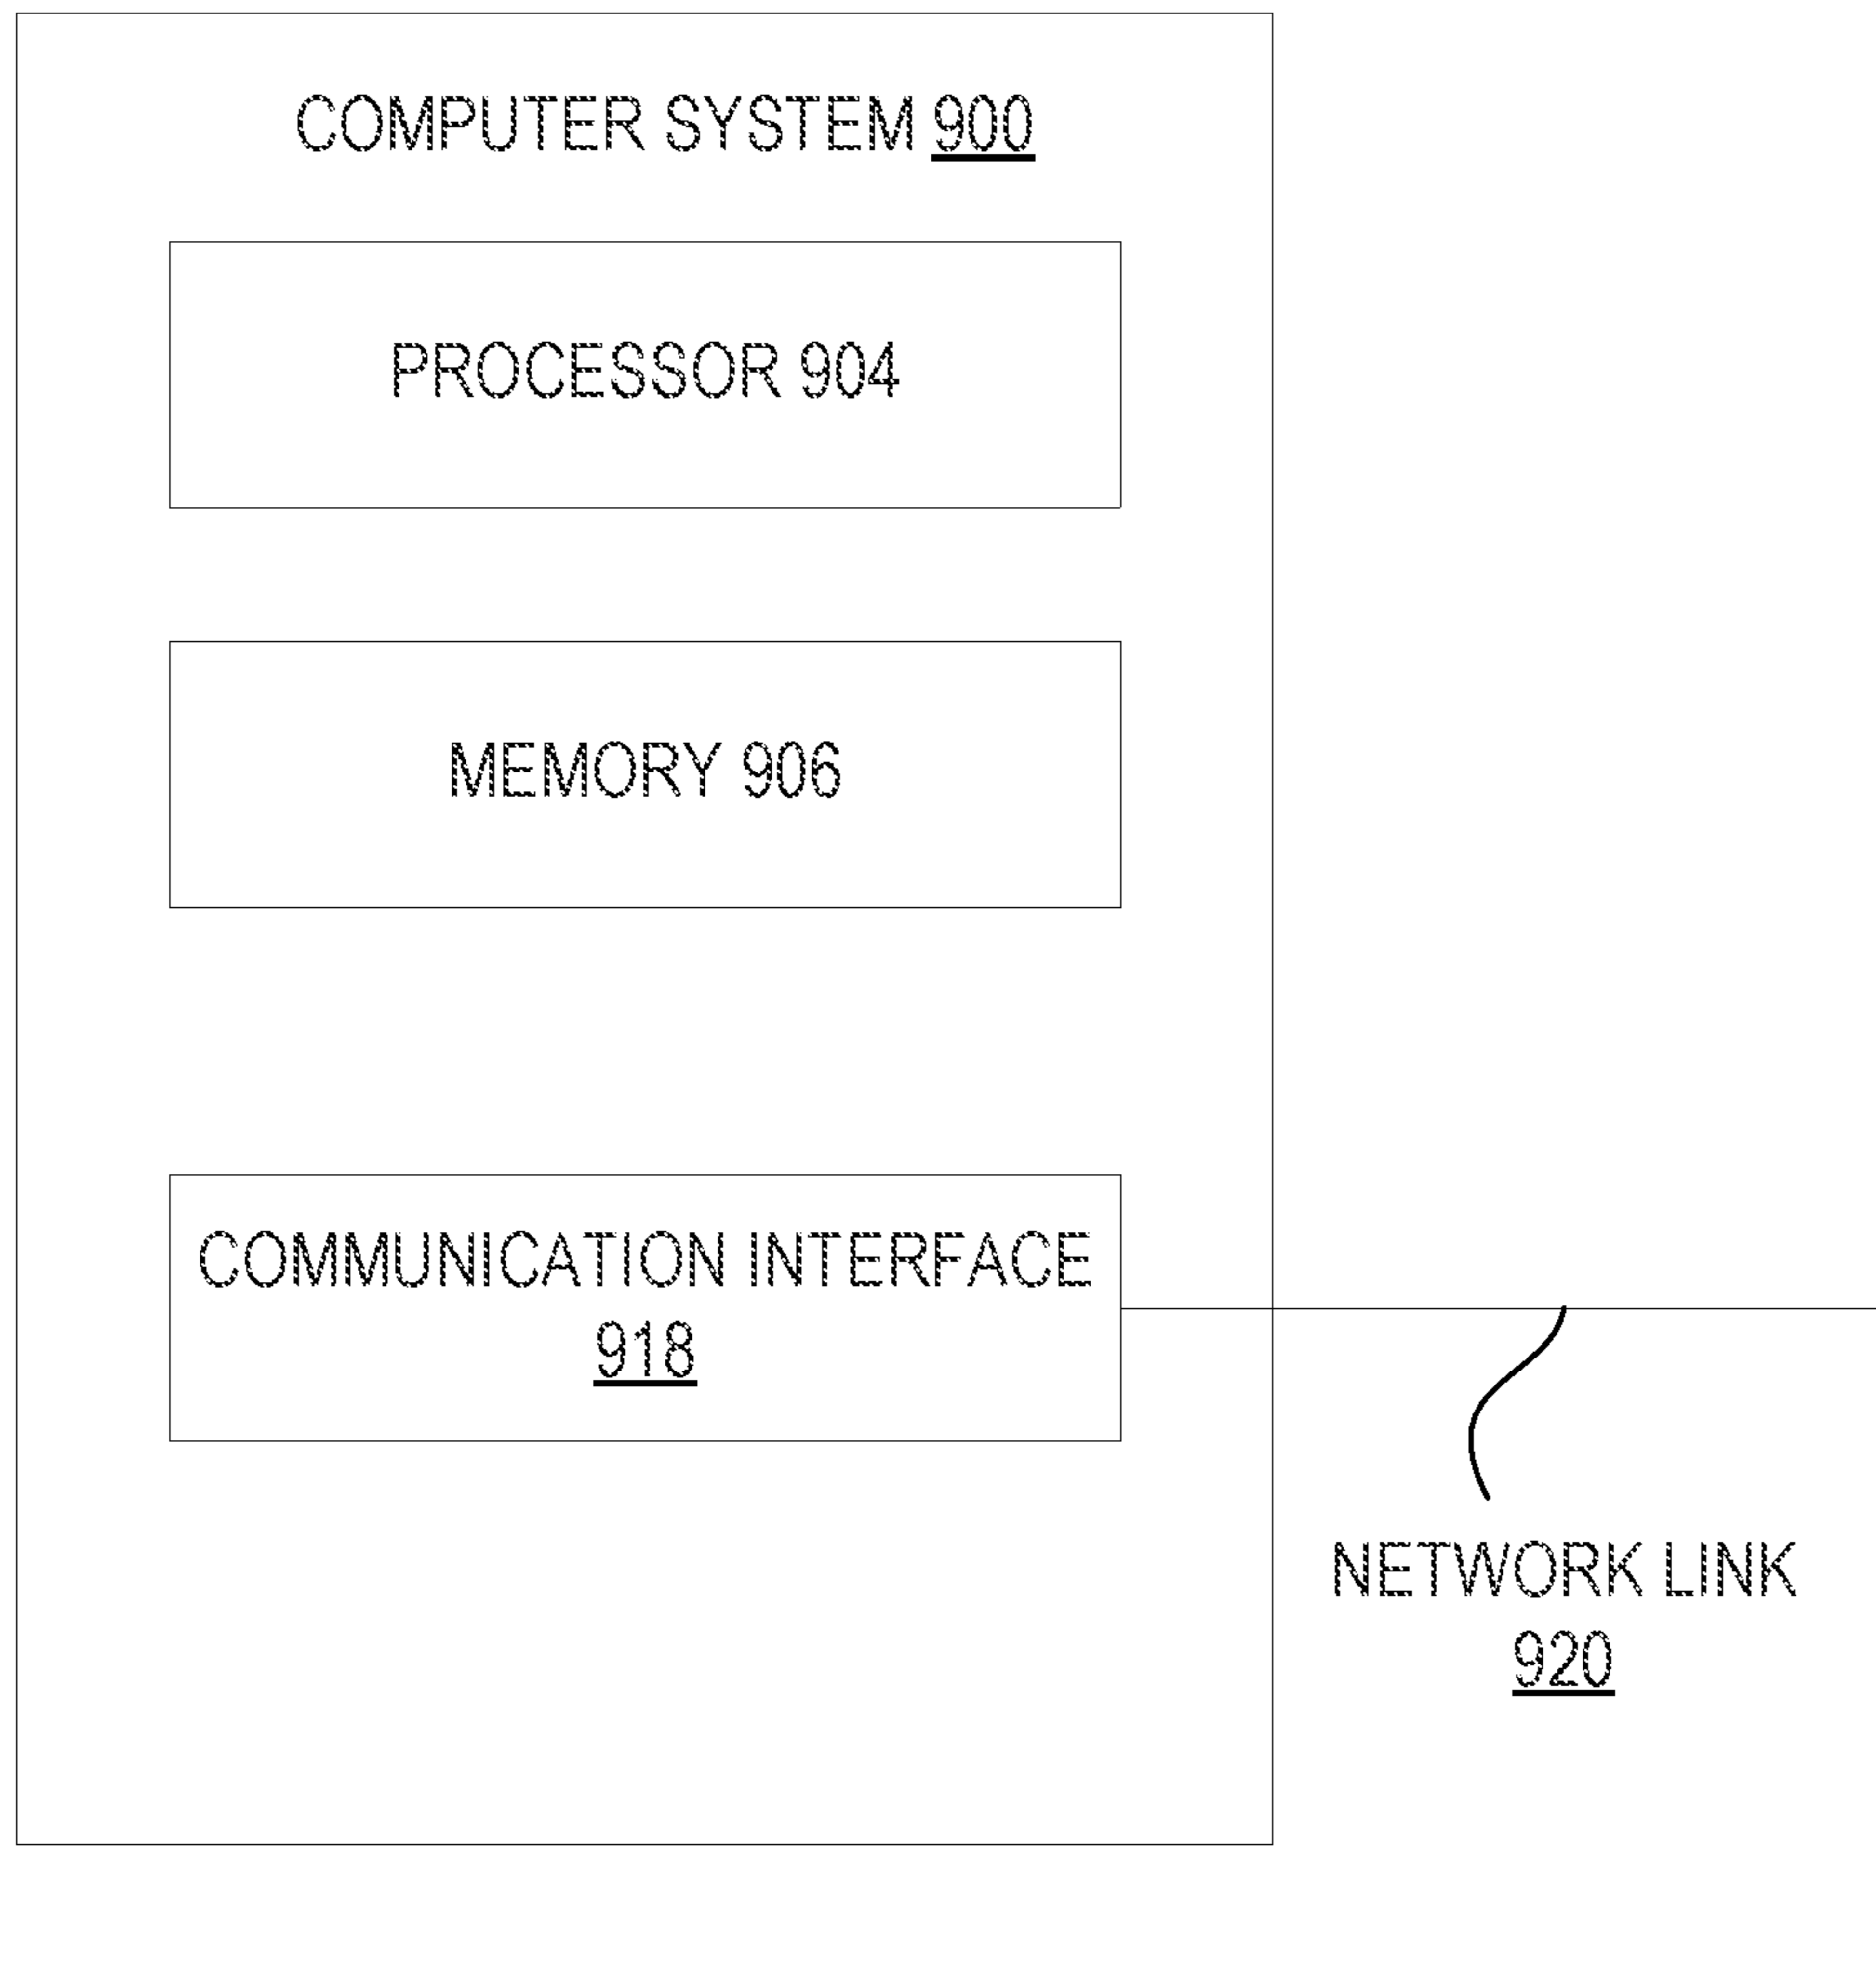 COMPUTER SYSTEM 900
PROCESSOR 904
MEMORY 906
COMMUNICATION INTERFACE
918
NETWORK LINK
920